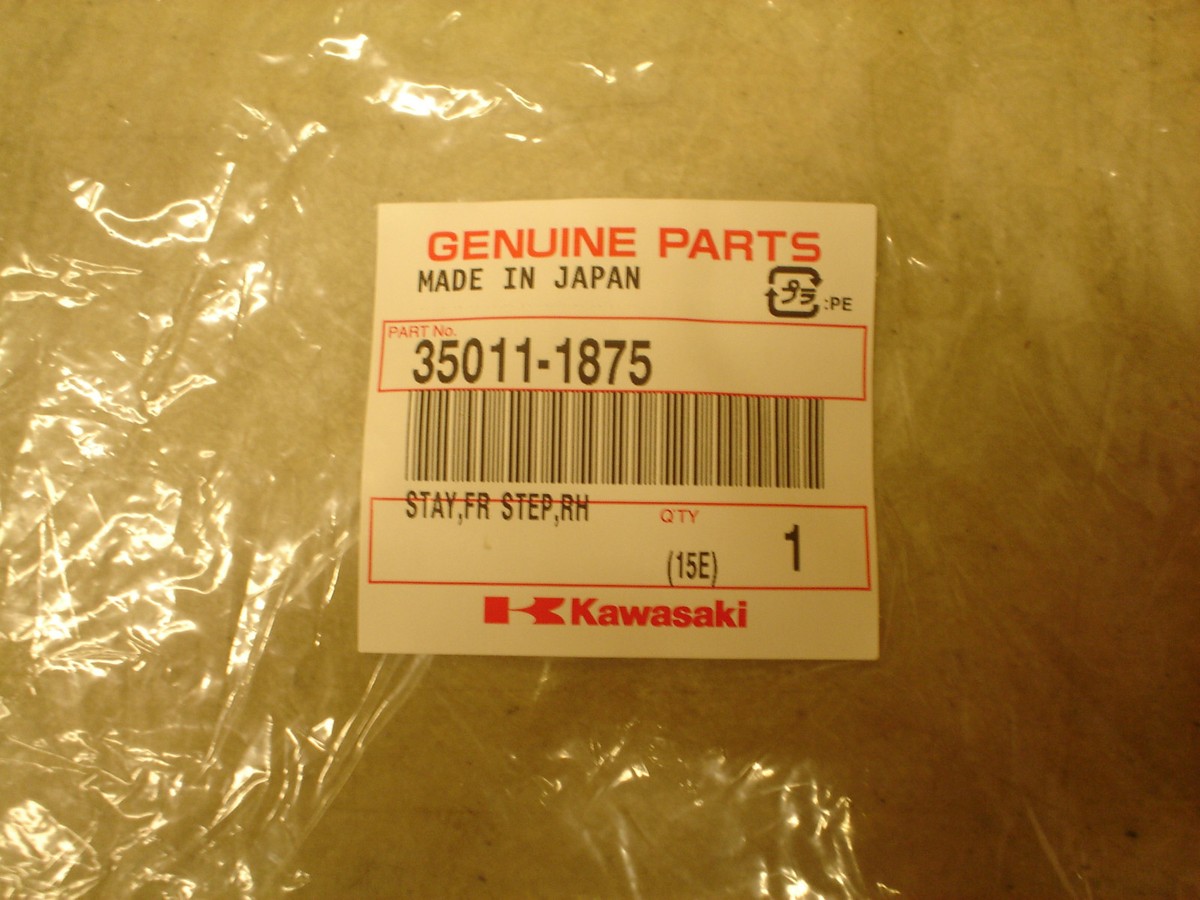 GENUINE PARTS
MADE IN JAPAN
プラ :PE
PART No.
35011-1875
STAY,FR STEP,RH
Q'TY
(15E) 1
Kawasaki